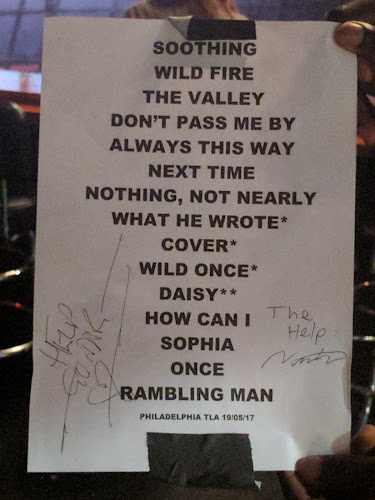 SOOTHING
WILD FIRE
THE VALLEY
DON'T PASS ME BY
ALWAYS THIS WAY
NEXT TIME
NOTHING, NOT NEARLY
WHAT HE WROTE*
COVER*
WILD ONCE*
DAISY**
HOW CAN I
SOPHIA
ONCE
RAMBLING MAN
PHILADELPHIA TLA 19/05/17
The
Help